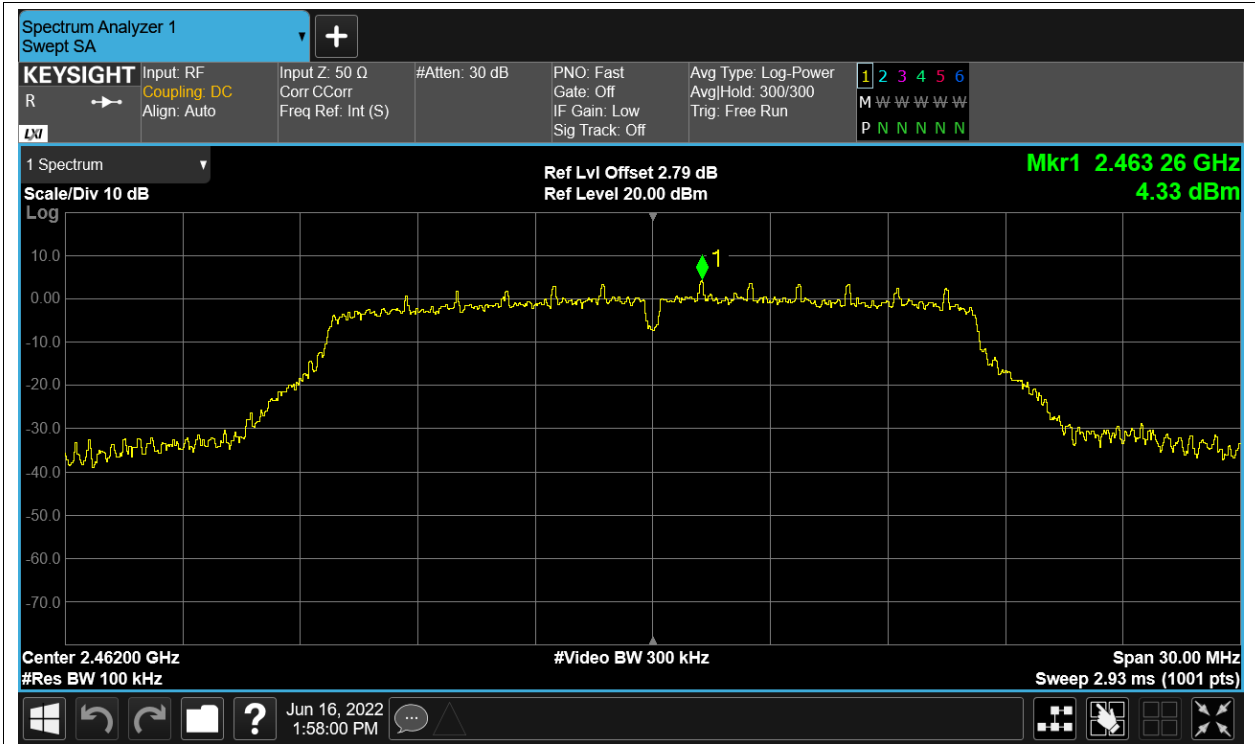 Spectrum Analyzer 1
Swept SA
+
KEYSIGHT
R
LXI
Input: RF
Coupling: DC
Align: Auto
Input Z: 50 Ω
Corr CCorr
Freq Ref: Int (S)
#Atten: 30 dB
PNO: Fast
Gate: Off
IF Gain: Low
Sig Track: Off
Avg Type: Log-Power
Avg|Hold: 300/300
Trig: Free Run
1 2 3 4 5 6
M W W W W W
P N N N N N
1 Spectrum
Scale/Div 10 dB
Ref Lvl Offset 2.79 dB
Ref Level 20.00 dBm
Mkr1 2.463 26 GHz
4.33 dBm
Log
1
10.0
0.00
-10.0
-20.0
-30.0
-40.0
-50.0
-60.0
-70.0
Center 2.46200 GHz
#Res BW 100 kHz
#Video BW 300 kHz
Span 30.00 MHz
Sweep 2.93 ms (1001 pts)
?
Jun 16, 2022
1:58:00 PM